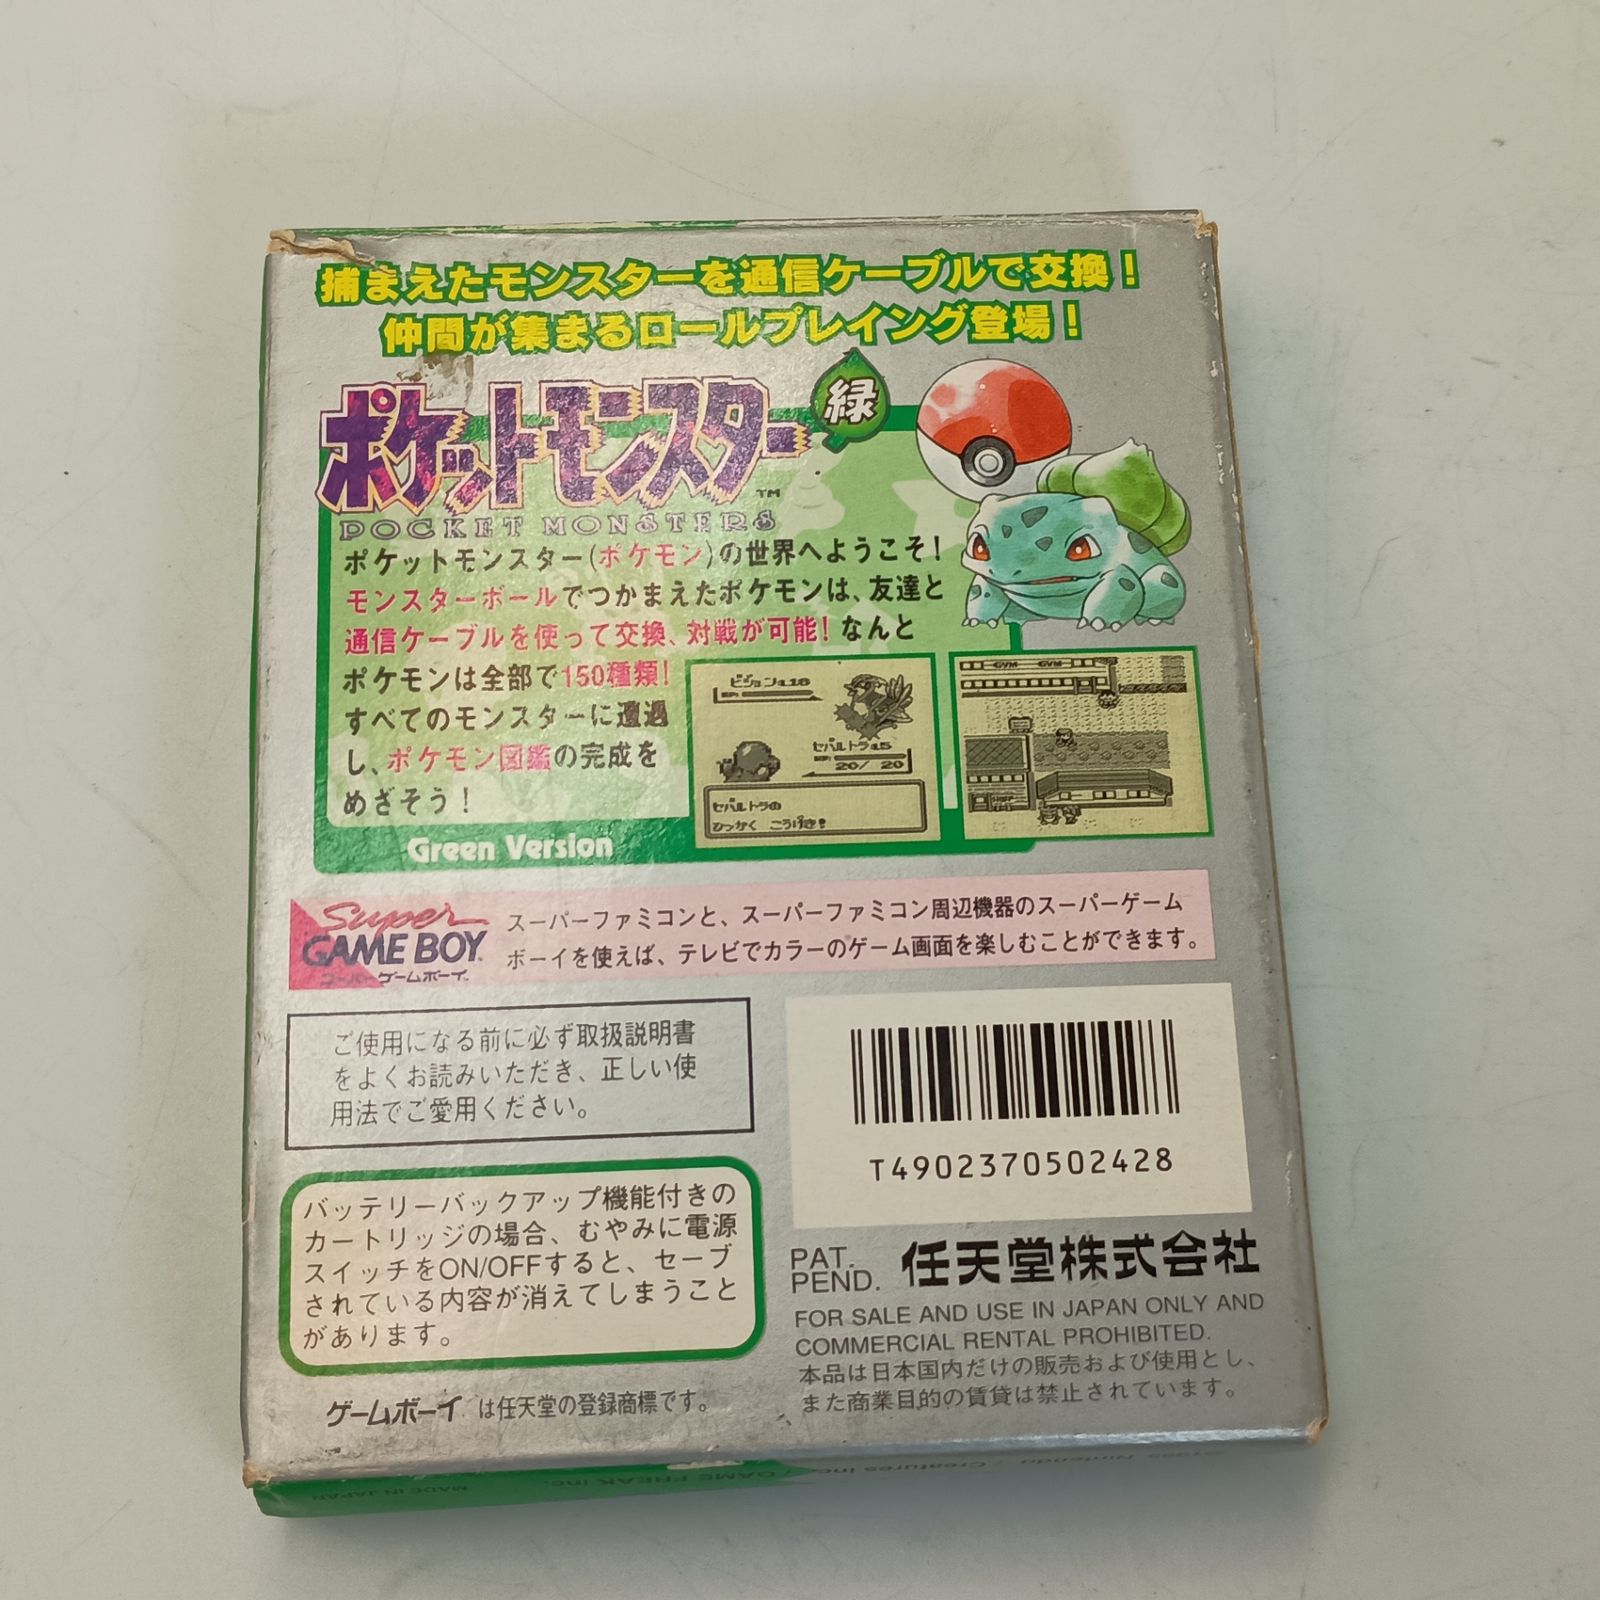 捕まえたモンスターを通信ケーブルで交換！
仲間が集まるロールプレイング登場！
ポケットモンスター 緑
TM
POCKET MONSTERS
ポケットモンスター(ポケモン)の世界へようこそ！
モンスターボールでつかまえたポケモンは、友達と
通信ケーブルを使って交換、対戦が可能！なんと
ポケモンは全部で150種類！
すべてのモンスターに遭遇
し、ポケモン図鑑の完成を
めざそう！
Green Version
20/ 20
ひっかく こうげき！
GYM GYM
Super
GAME BOY
スーパーゲームボーイ
スーパーファミコンと、スーパーファミコン周辺機器のスーパーゲーム
ボーイを使えば、テレビでカラーのゲーム画面を楽しむことができます。
ご使用になる前に必ず取扱説明書
をよくお読みいただき、正しい使
用法でご愛用ください。
バッテリーバックアップ機能付きの
カートリッジの場合、むやみに電源
スイッチをON/OFFすると、セーブ
されている内容が消えてしまうこと
があります。
ゲームボーイは任天堂の登録商標です。
T4902370502428
PAT.
PEND.
任天堂株式会社
FOR SALE AND USE IN JAPAN ONLY AND
COMMERCIAL RENTAL PROHIBITED.
本品は日本国内だけの販売および使用とし、
また商業目的の賃貸は禁止されています。
Nintendo / Creatures inc. / GAME FREAK inc.
MADE IN JAPAN